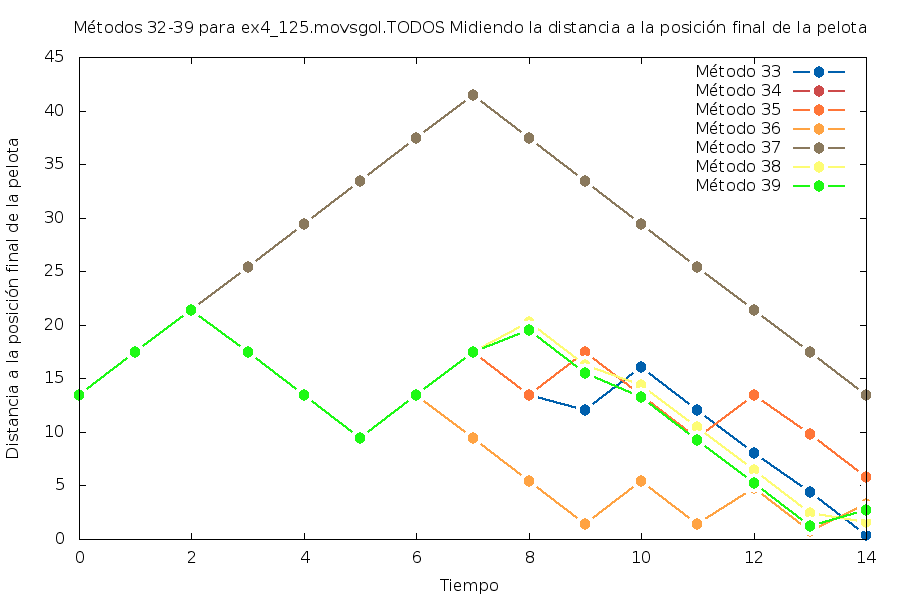 Métodos 32-39 para ex4_125.movsgol.TODOS Midiendo la distancia a la posición final de la pelota
45
40
35
30
25
20
15
10
5
0
Distancia a la posición final de la pelota
Método 33
Método 34
Método 35
Método 36
Método 37
Método 38
Método 39
0 2 4 6 8 10 12 14
Tiempo